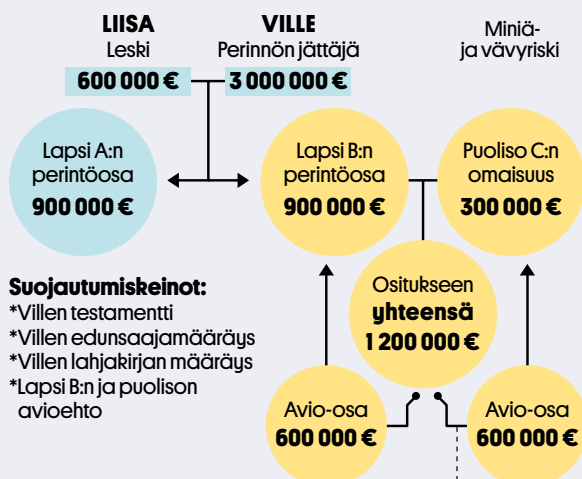 LIISA
Leski
600 000 €
VILLE
Perinnön jättäjä
3 000 000 €
Miniä-
ja vävyriski
Lapsi A:n
perintöosa
900 000 €
Lapsi B:n
perintöosa
900 000 €
Puoliso C:n
omaisuus
300 000 €
Suojautumiskeinot:
*Villen testamentti
*Villen edunsaajamääräys
*Villen lahjakirjan määräys
*Lapsi B:n ja puolison
avioehto
Ositukseen
yhteensä
1 200 000 €
Avio-osa
600 000 €
Avio-osa
600 000 €